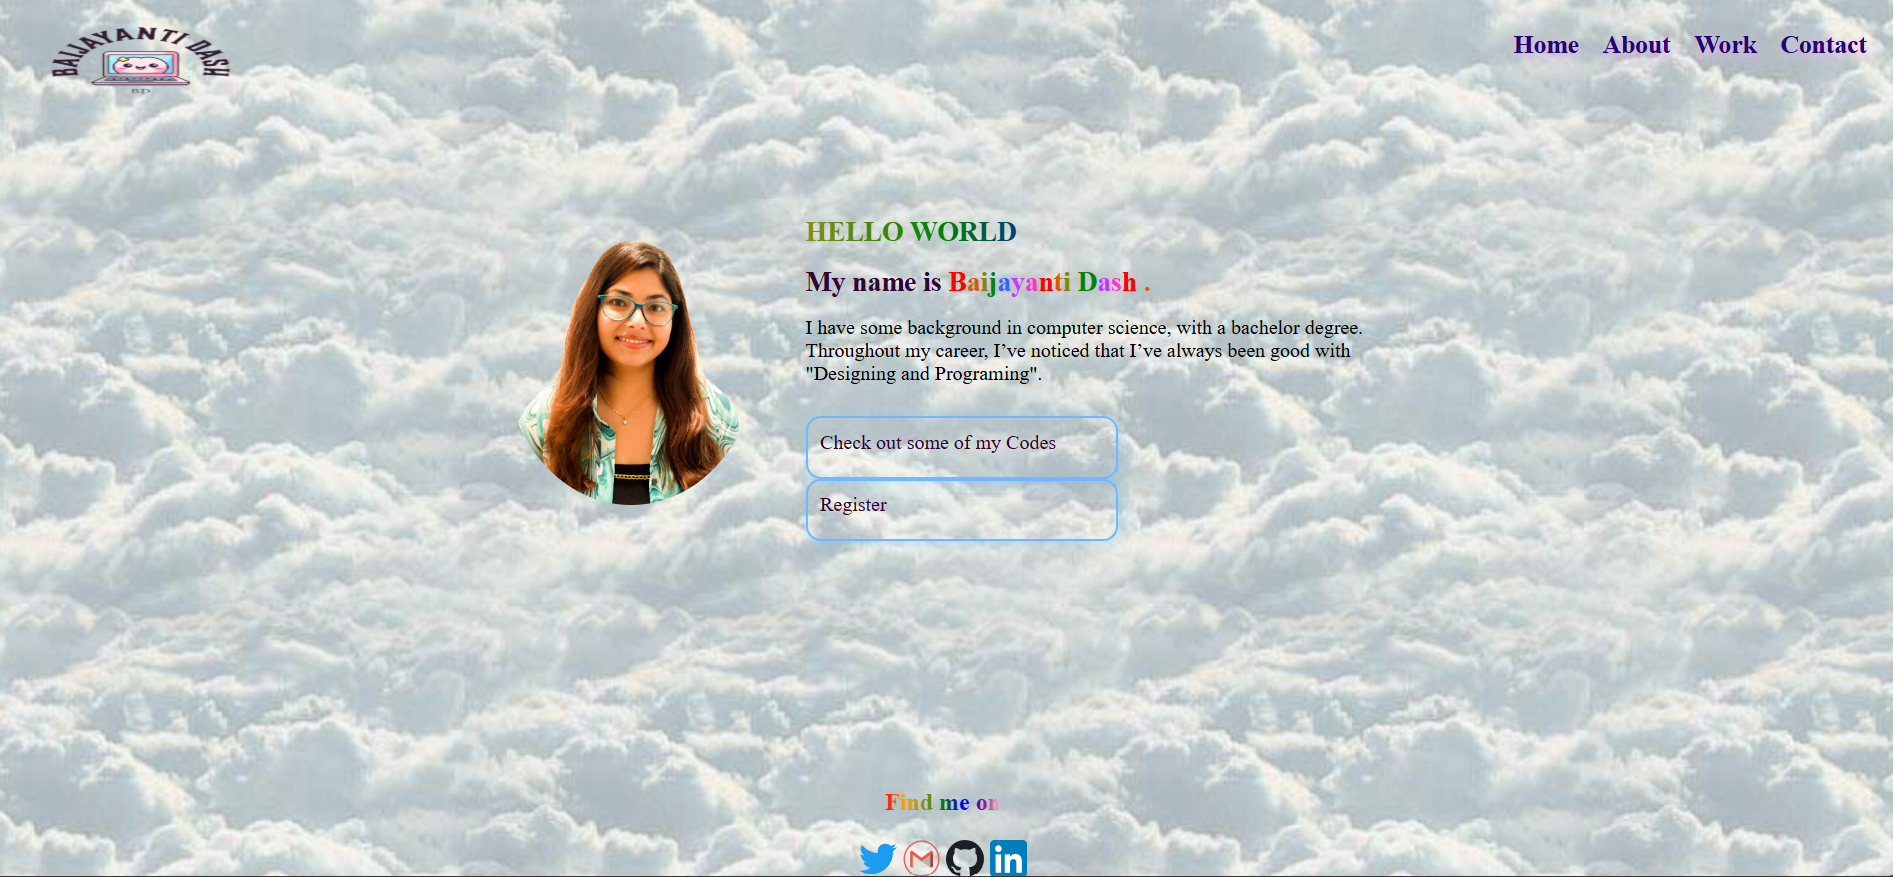 BAIJAYANTI DASH
BD
Home About Work Contact
HELLO WORLD
My name is Baijayanti Dash .
I have some background in computer science, with a bachelor degree.
Throughout my career, I’ve noticed that I’ve always been good with
"Designing and Programing".
Check out some of my Codes
Register
Find me on
in